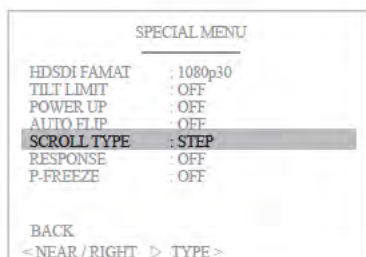 SPECIAL MENU
HDSDI FAMAT : 1080p30
TILT LIMIT : OFF
POWER UP : OFF
AUTO FLIP : OFF
SCROLL TYPE : STEP
RESPONSE : OFF
P-FREEZE : OFF
BACK
< NEAR / RIGHT ▷ TYPE >